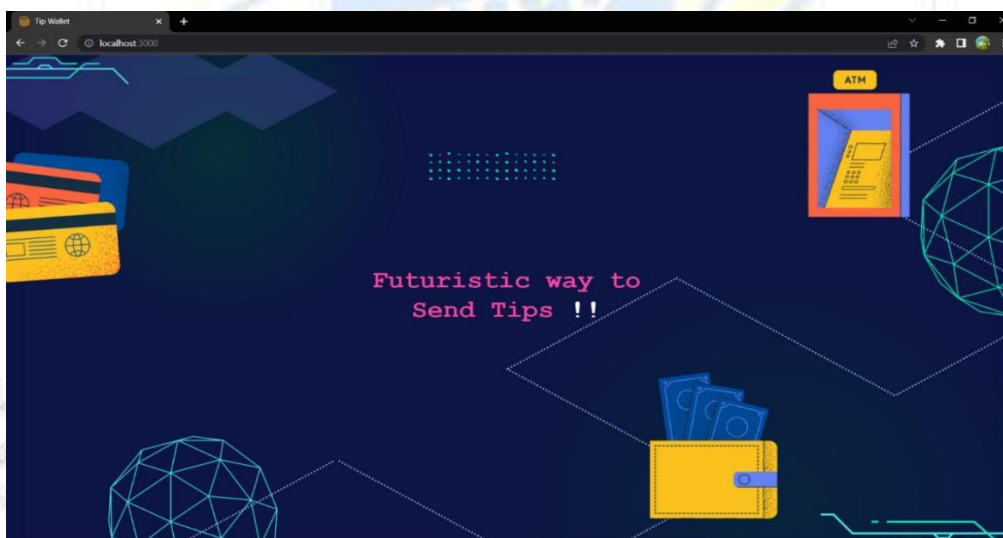 Tip Wallet
localhost:3000
ATM
Futuristic way to
Send Tips !!